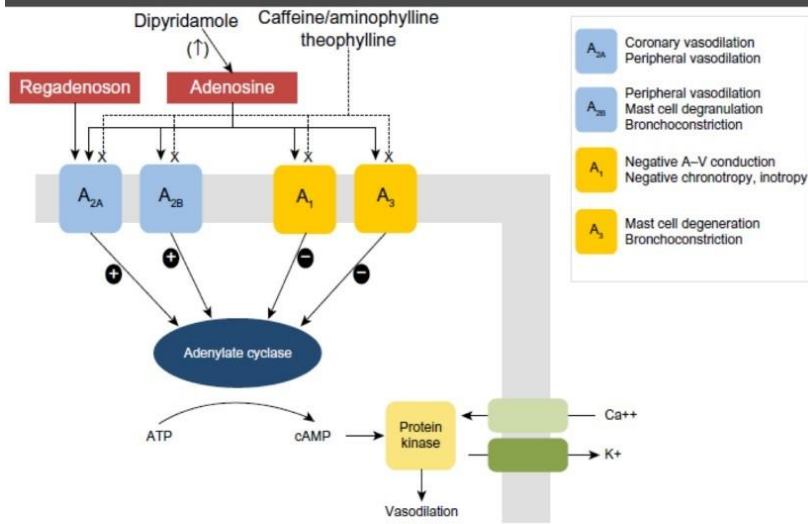 Dipyridamole
(↑)
Caffeine/aminophylline
theophylline
Regadenoson
Adenosine
X X X X
A2A
A2B
A1
A3
+
+
−
−
Adenylate cyclase
ATP
cAMP
Protein
kinase
Vasodilation
Ca++
K+
A2A
Coronary vasodilation
Peripheral vasodilation
A2B
Peripheral vasodilation
Mast cell degranulation
Bronchoconstriction
A1
Negative A–V conduction
Negative chronotropy, inotropy
A3
Mast cell degeneration
Bronchoconstriction